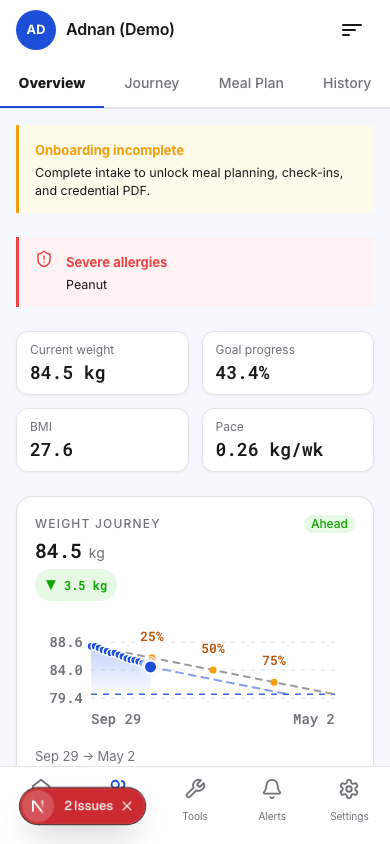 AD
Adnan (Demo)
Overview Journey Meal Plan History
Onboarding incomplete
Complete intake to unlock meal planning, check-ins,
and credential PDF.
Severe allergies
Peanut
Current weight
84.5 kg
Goal progress
43.4%
BMI
27.6
Pace
0.26 kg/wk
WEIGHT JOURNEY
Ahead
84.5 kg
▼ 3.5 kg
88.6
84.0
79.4
25%
50%
75%
Sep 29
May 2
Sep 29 → May 2
N 2 Issues ×
Tools
Alerts
Settings